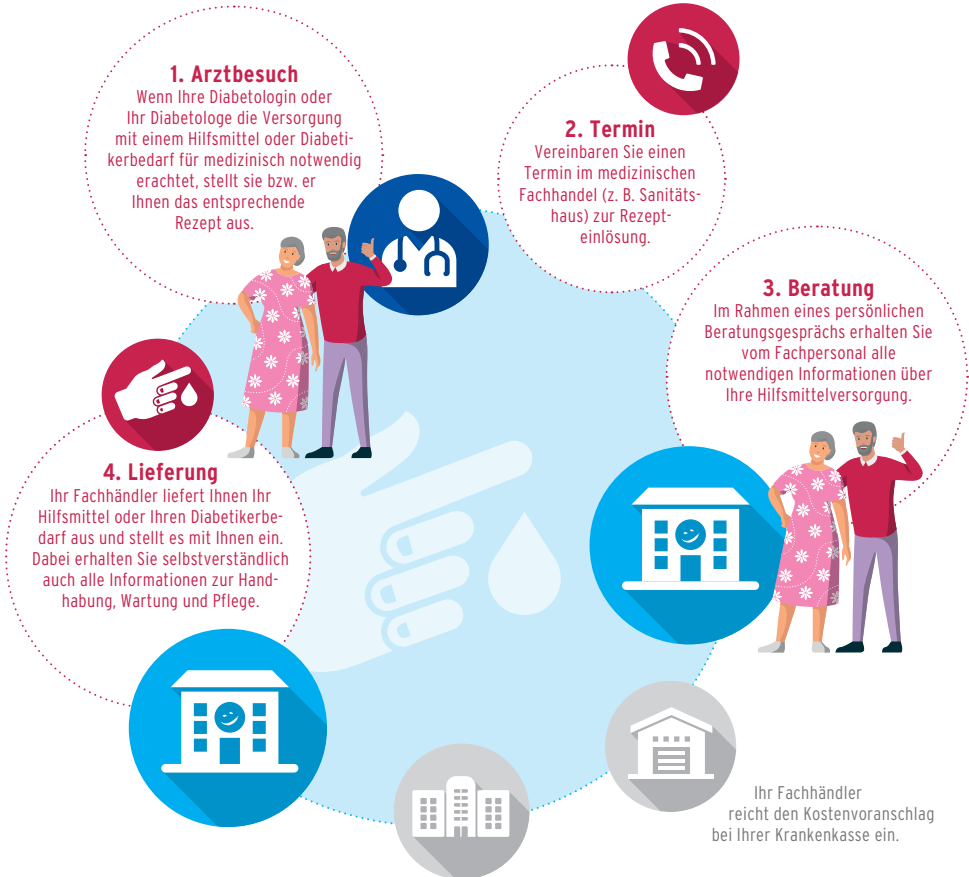 1. Arztbesuch
Wenn Ihre Diabetologin oder
Ihr Diabetologe die Versorgung
mit einem Hilfsmittel oder Diabeti-
kerbedarf für medizinisch notwendig
erachtet, stellt sie bzw. er
Ihnen das entsprechende
Rezept aus.
2. Termin
Vereinbaren Sie einen
Termin im medizinischen
Fachhandel (z. B. Sanitäts-
haus) zur Rezept-
einlösung.
3. Beratung
Im Rahmen eines persönlichen
Beratungsgesprächs erhalten Sie
vom Fachpersonal alle
notwendigen Informationen über
Ihre Hilfsmittelversorgung.
4. Lieferung
Ihr Fachhändler liefert Ihnen Ihr
Hilfsmittel oder Ihren Diabetikerbe-
darf aus und stellt es mit Ihnen ein.
Dabei erhalten Sie selbstverständlich
auch alle Informationen zur Hand-
habung, Wartung und Pflege.
Ihr Fachhändler
reicht den Kostenvoranschlag
bei Ihrer Krankenkasse ein.